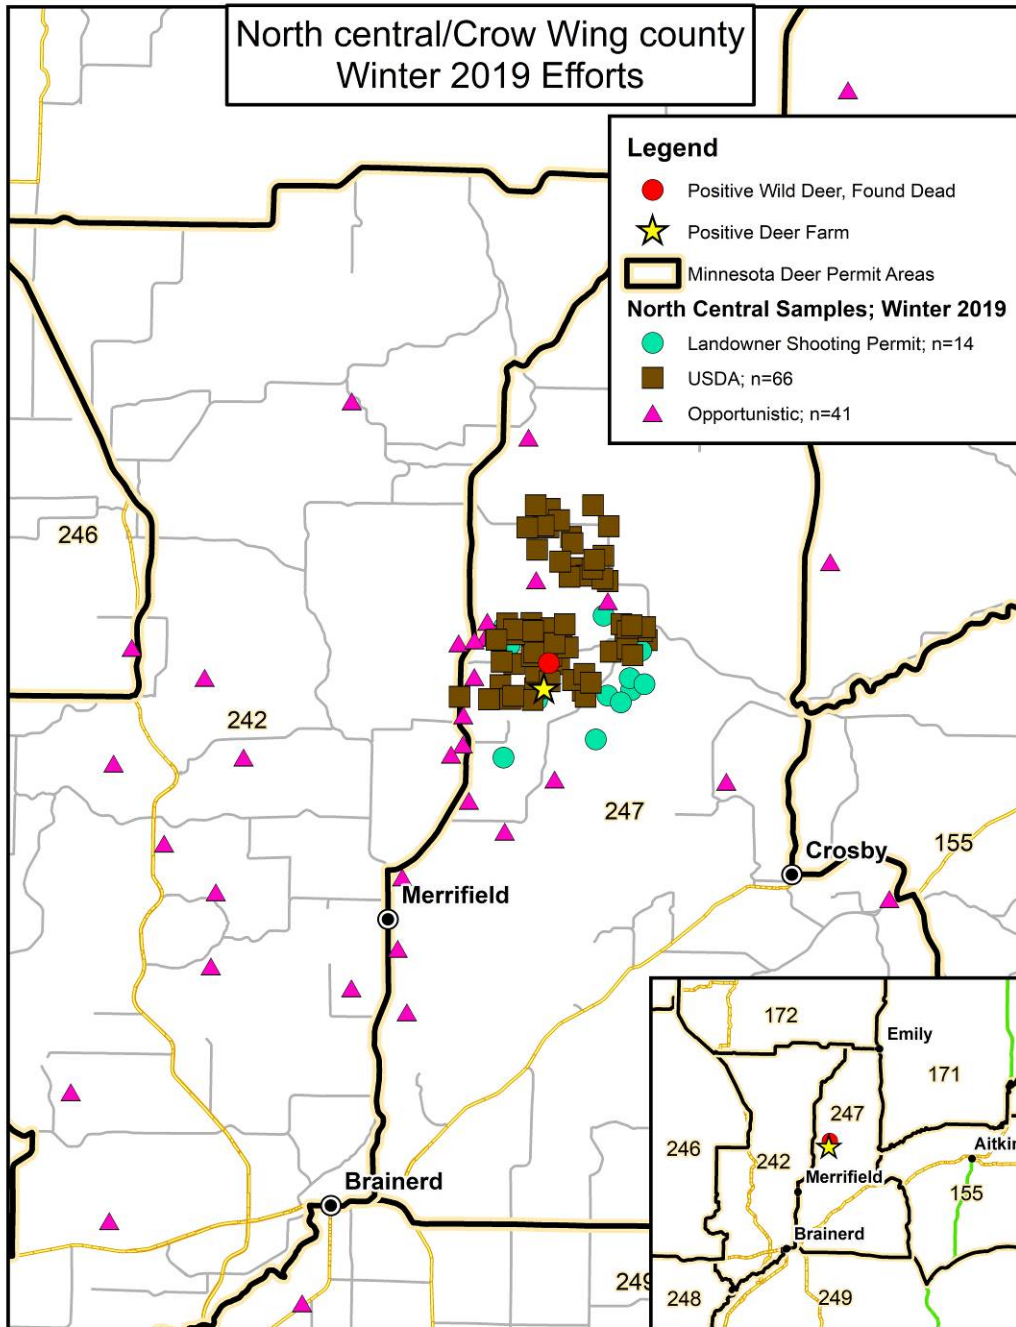 North central/Crow Wing county
Winter 2019 Efforts
Legend
Positive Wild Deer, Found Dead
Positive Deer Farm
Minnesota Deer Permit Areas
North Central Samples; Winter 2019
Landowner Shooting Permit; n=14
USDA; n=66
Opportunistic; n=41
246
242
247
155
Crosby
Merrifield
Brainerd
249
172
Emily
171
247
246
242
Aitkin
Merrifield
155
Brainerd
248
249